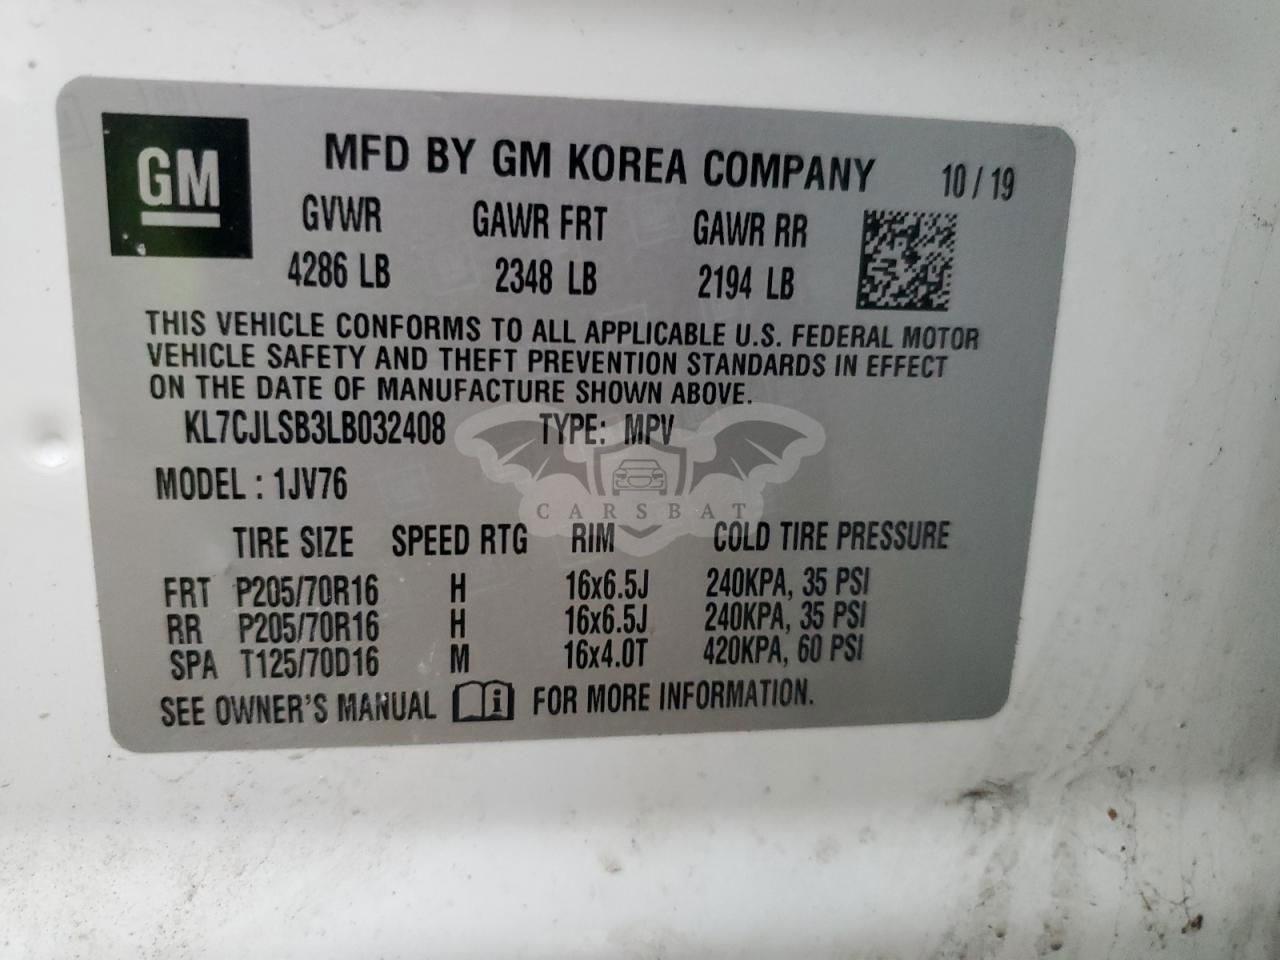 GM
MFD BY GM KOREA COMPANY 10 / 19
GVWR GAWR FRT GAWR RR
4286 LB 2348 LB 2194 LB
THIS VEHICLE CONFORMS TO ALL APPLICABLE U.S. FEDERAL MOTOR
VEHICLE SAFETY AND THEFT PREVENTION STANDARDS IN EFFECT
ON THE DATE OF MANUFACTURE SHOWN ABOVE.
KL7CJLSB3LB032408 TYPE: MPV
MODEL : 1JV76
CARSBAT
TIRE SIZE SPEED RTG RIM COLD TIRE PRESSURE
FRT P205/70R16 H 16x6.5J 240KPA, 35 PSI
RR P205/70R16 H 16x6.5J 240KPA, 35 PSI
SPA T125/70D16 M 16x4.0T 420KPA, 60 PSI
SEE OWNER'S MANUAL i FOR MORE INFORMATION.